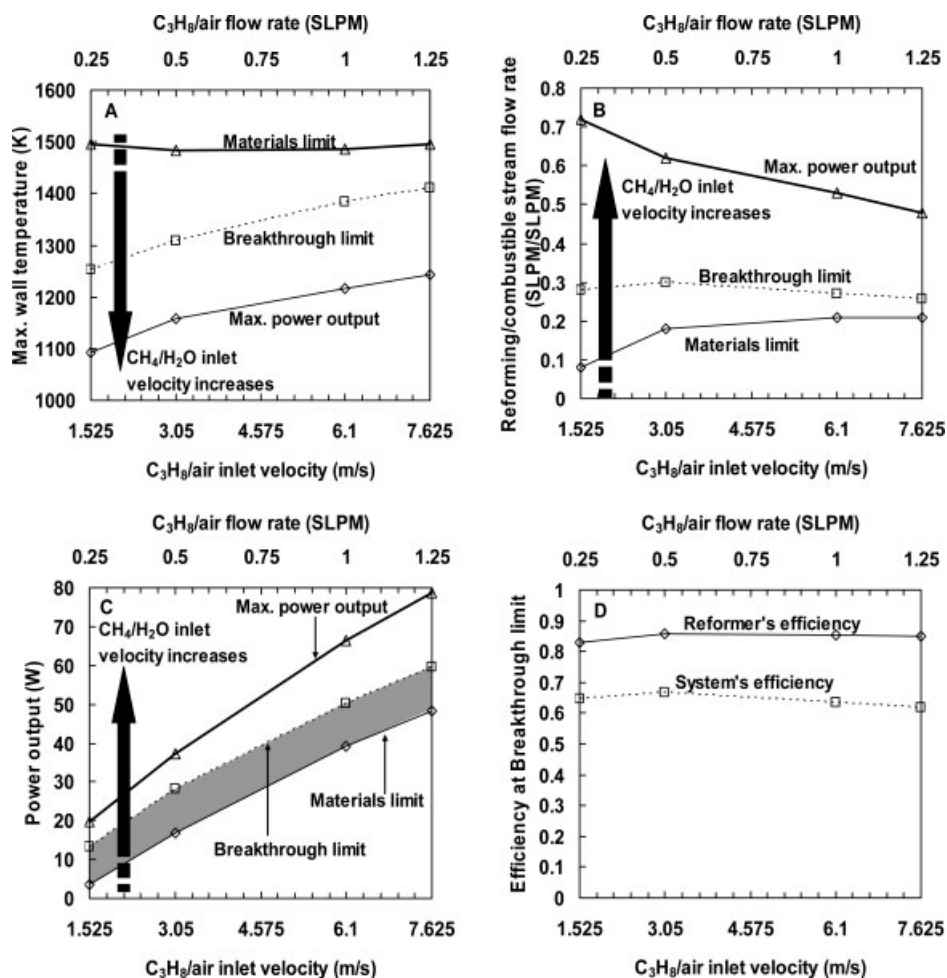 C₃H₈/air flow rate (SLPM)
0.25 0.5 0.75 1 1.25
1600
1500
1400
1300
1200
1100
1000
Max. wall temperature (K)
A
Materials limit
Breakthrough limit
Max. power output
CH₄/H₂O inlet
velocity increases
1.525 3.05 4.575 6.1 7.625
C₃H₈/air inlet velocity (m/s)
C₃H₈/air flow rate (SLPM)
0.25 0.5 0.75 1 1.25
0.8
0.7
0.6
0.5
0.4
0.3
0.2
0.1
0
Reforming/combustible stream flow rate
(SLPM/SLPM)
B
Max. power output
CH₄/H₂O inlet
velocity increases
Breakthrough limit
Materials limit
1.525 3.05 4.575 6.1 7.625
C₃H₈/air inlet velocity (m/s)
C₃H₈/air flow rate (SLPM)
0.25 0.5 0.75 1 1.25
80
70
60
50
40
30
20
10
0
Power output (W)
C
Max. power output
CH₄/H₂O inlet
velocity increases
Materials limit
Breakthrough limit
1.525 3.05 4.575 6.1 7.625
C₃H₈/air inlet velocity (m/s)
C₃H₈/air flow rate (SLPM)
0.25 0.5 0.75 1 1.25
1
0.9
0.8
0.7
0.6
0.5
0.4
0.3
0.2
0.1
0
Efficiency at Breakthrough limit
D
Reformer's efficiency
System's efficiency
1.525 3.05 4.575 6.1 7.625
C₃H₈/air inlet velocity (m/s)